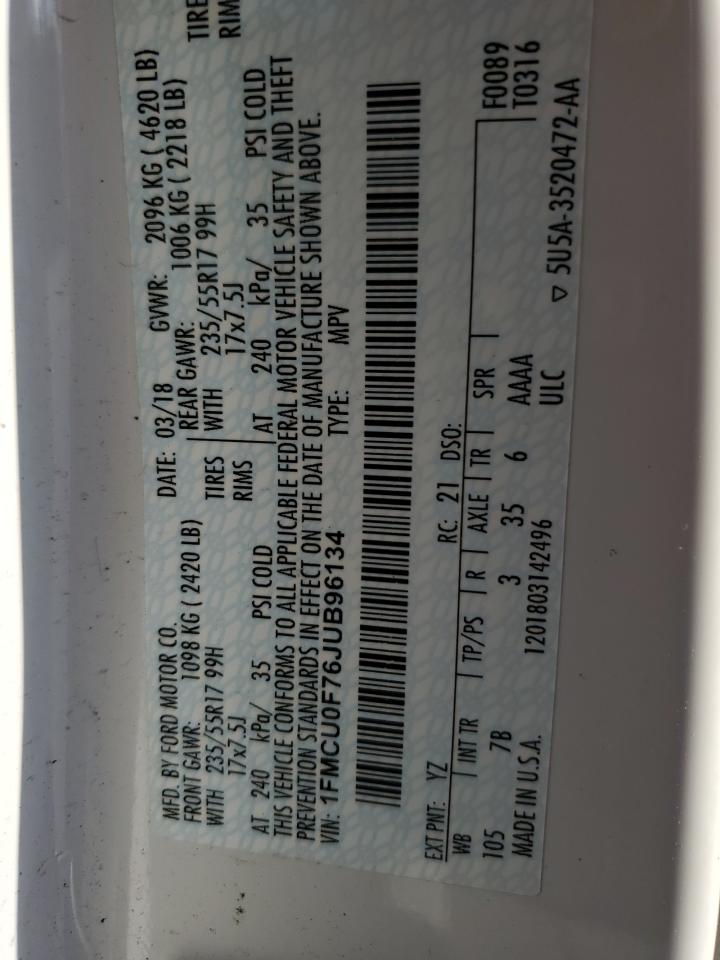 MFD. BY FORD MOTOR CO. DATE: 03/18 GVWR: 2096 KG ( 4620 LB)
FRONT GAWR: 1098 KG ( 2420 LB) REAR GAWR: 1006 KG ( 2218 LB)
WITH 235/55R17 99H TIRES WITH 235/55R17 99H TIRE
17x7.5J RIMS 17x7.5J RIM
AT 240 kPa/ 35 PSI COLD AT 240 kPa/ 35 PSI COLD
THIS VEHICLE CONFORMS TO ALL APPLICABLE FEDERAL MOTOR VEHICLE SAFETY AND THEFT
PREVENTION STANDARDS IN EFFECT ON THE DATE OF MANUFACTURE SHOWN ABOVE.
VIN: 1FMCU0F76JUB96134 TYPE: MPV
EXT PNT: YZ RC: 21 DSO: F0089
WB INT TR TP/PS R AXLE TR SPR T0316
105 7B 3 35 6 AAAA
MADE IN U.S.A. 1201803142496 ULC ▽ 5U5A-3520472-AA